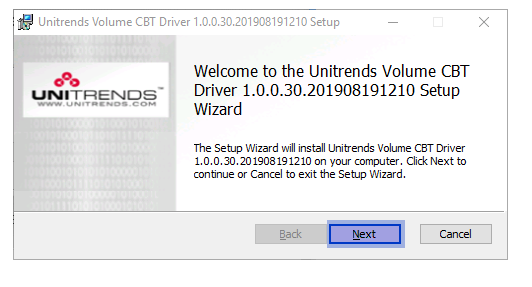 Unitrends Volume CBT Driver 1.0.0.30.201908191210 Setup
UNITRENDS™
WWW.UNITRENDS.COM
Welcome to the Unitrends Volume CBT
Driver 1.0.0.30.201908191210 Setup
Wizard
The Setup Wizard will install Unitrends Volume CBT Driver
1.0.0.30.201908191210 on your computer. Click Next to
continue or Cancel to exit the Setup Wizard.
Back
Next
Cancel